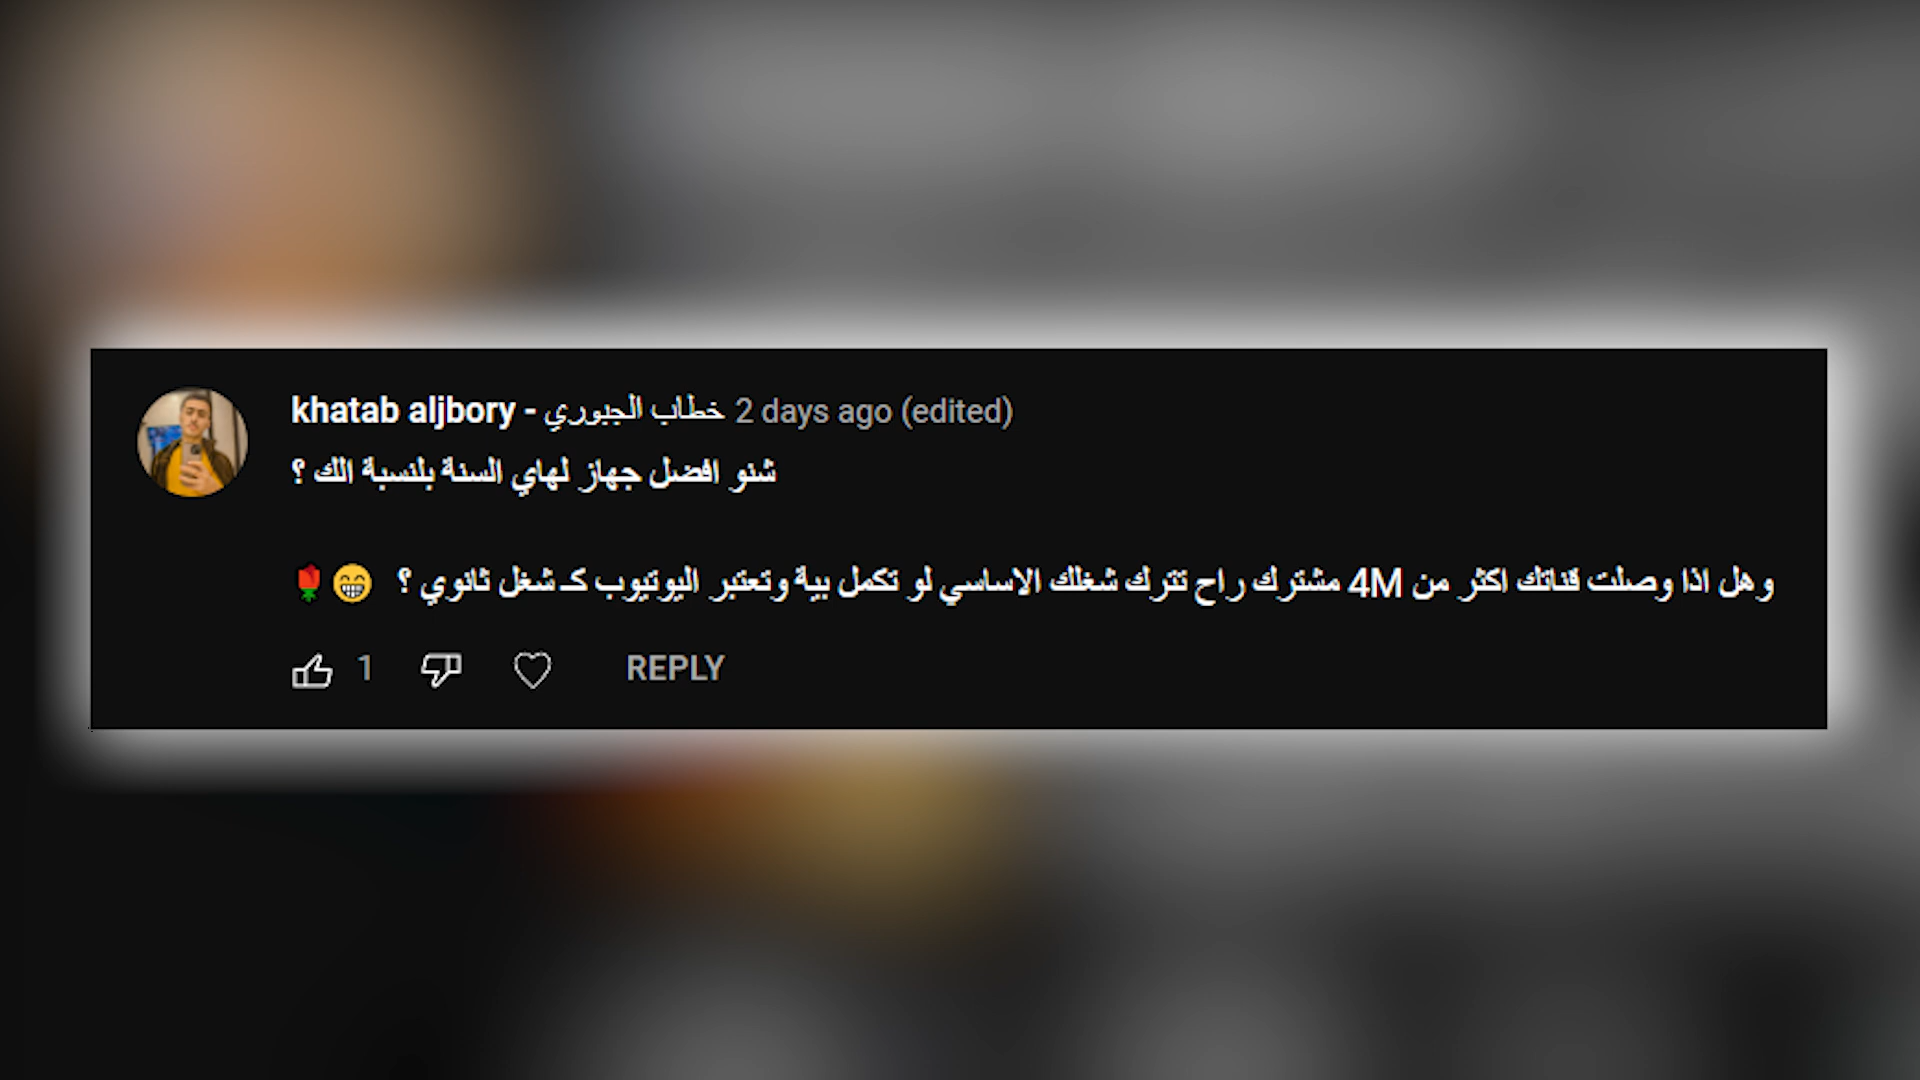 khatab aljbory - خطاب الجبوري 2 days ago (edited)
شنو افضل جهاز لهاي السنة بلنسبة الك ؟
وهل اذا وصلت قناتك اكثر من 4M مشترك راح تترك شغلك الاساسي لو تكمل بية وتعتبر اليوتيوب كـ شغل ثانوي ؟ 😁🌹
1 REPLY